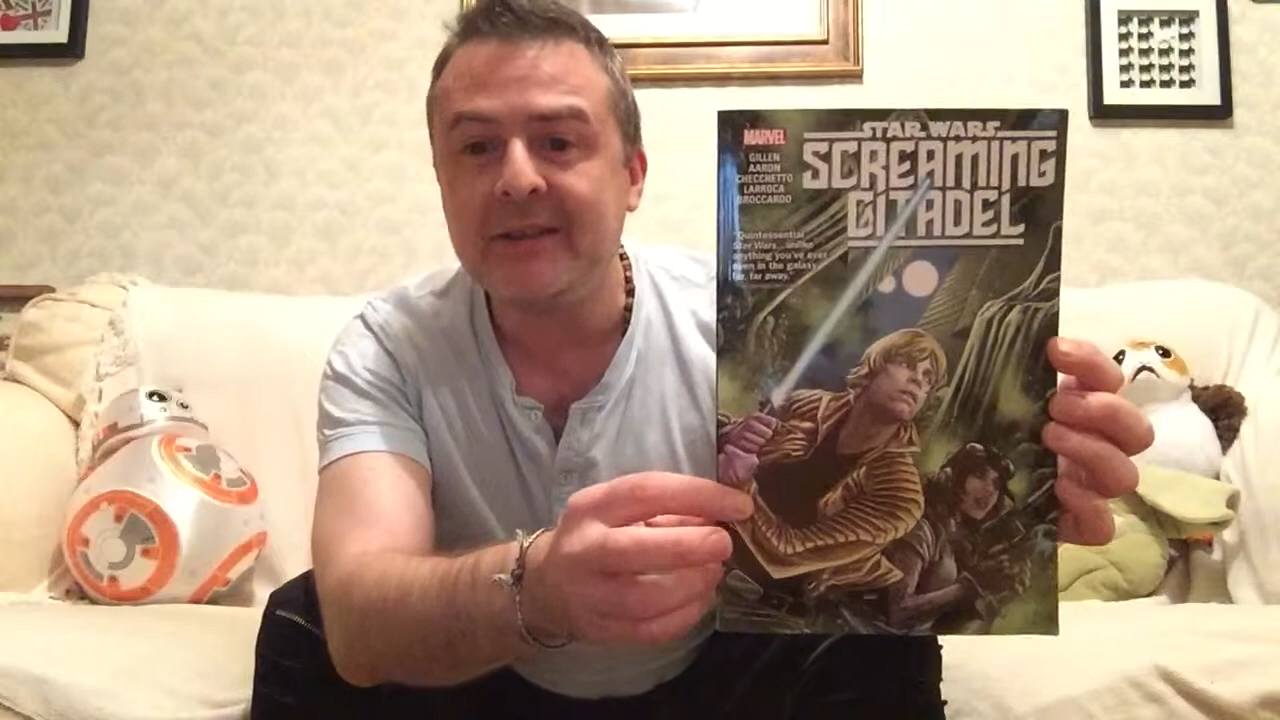 MARVEL
GILLEN
AARON
CHECCHETTO
LARROCA
BROCCARDO
STAR WARS
SCREAMING
CITADEL
"Quintessential
Star Wars...unlike
anything you've ever
seen in the galaxy
far, far away."